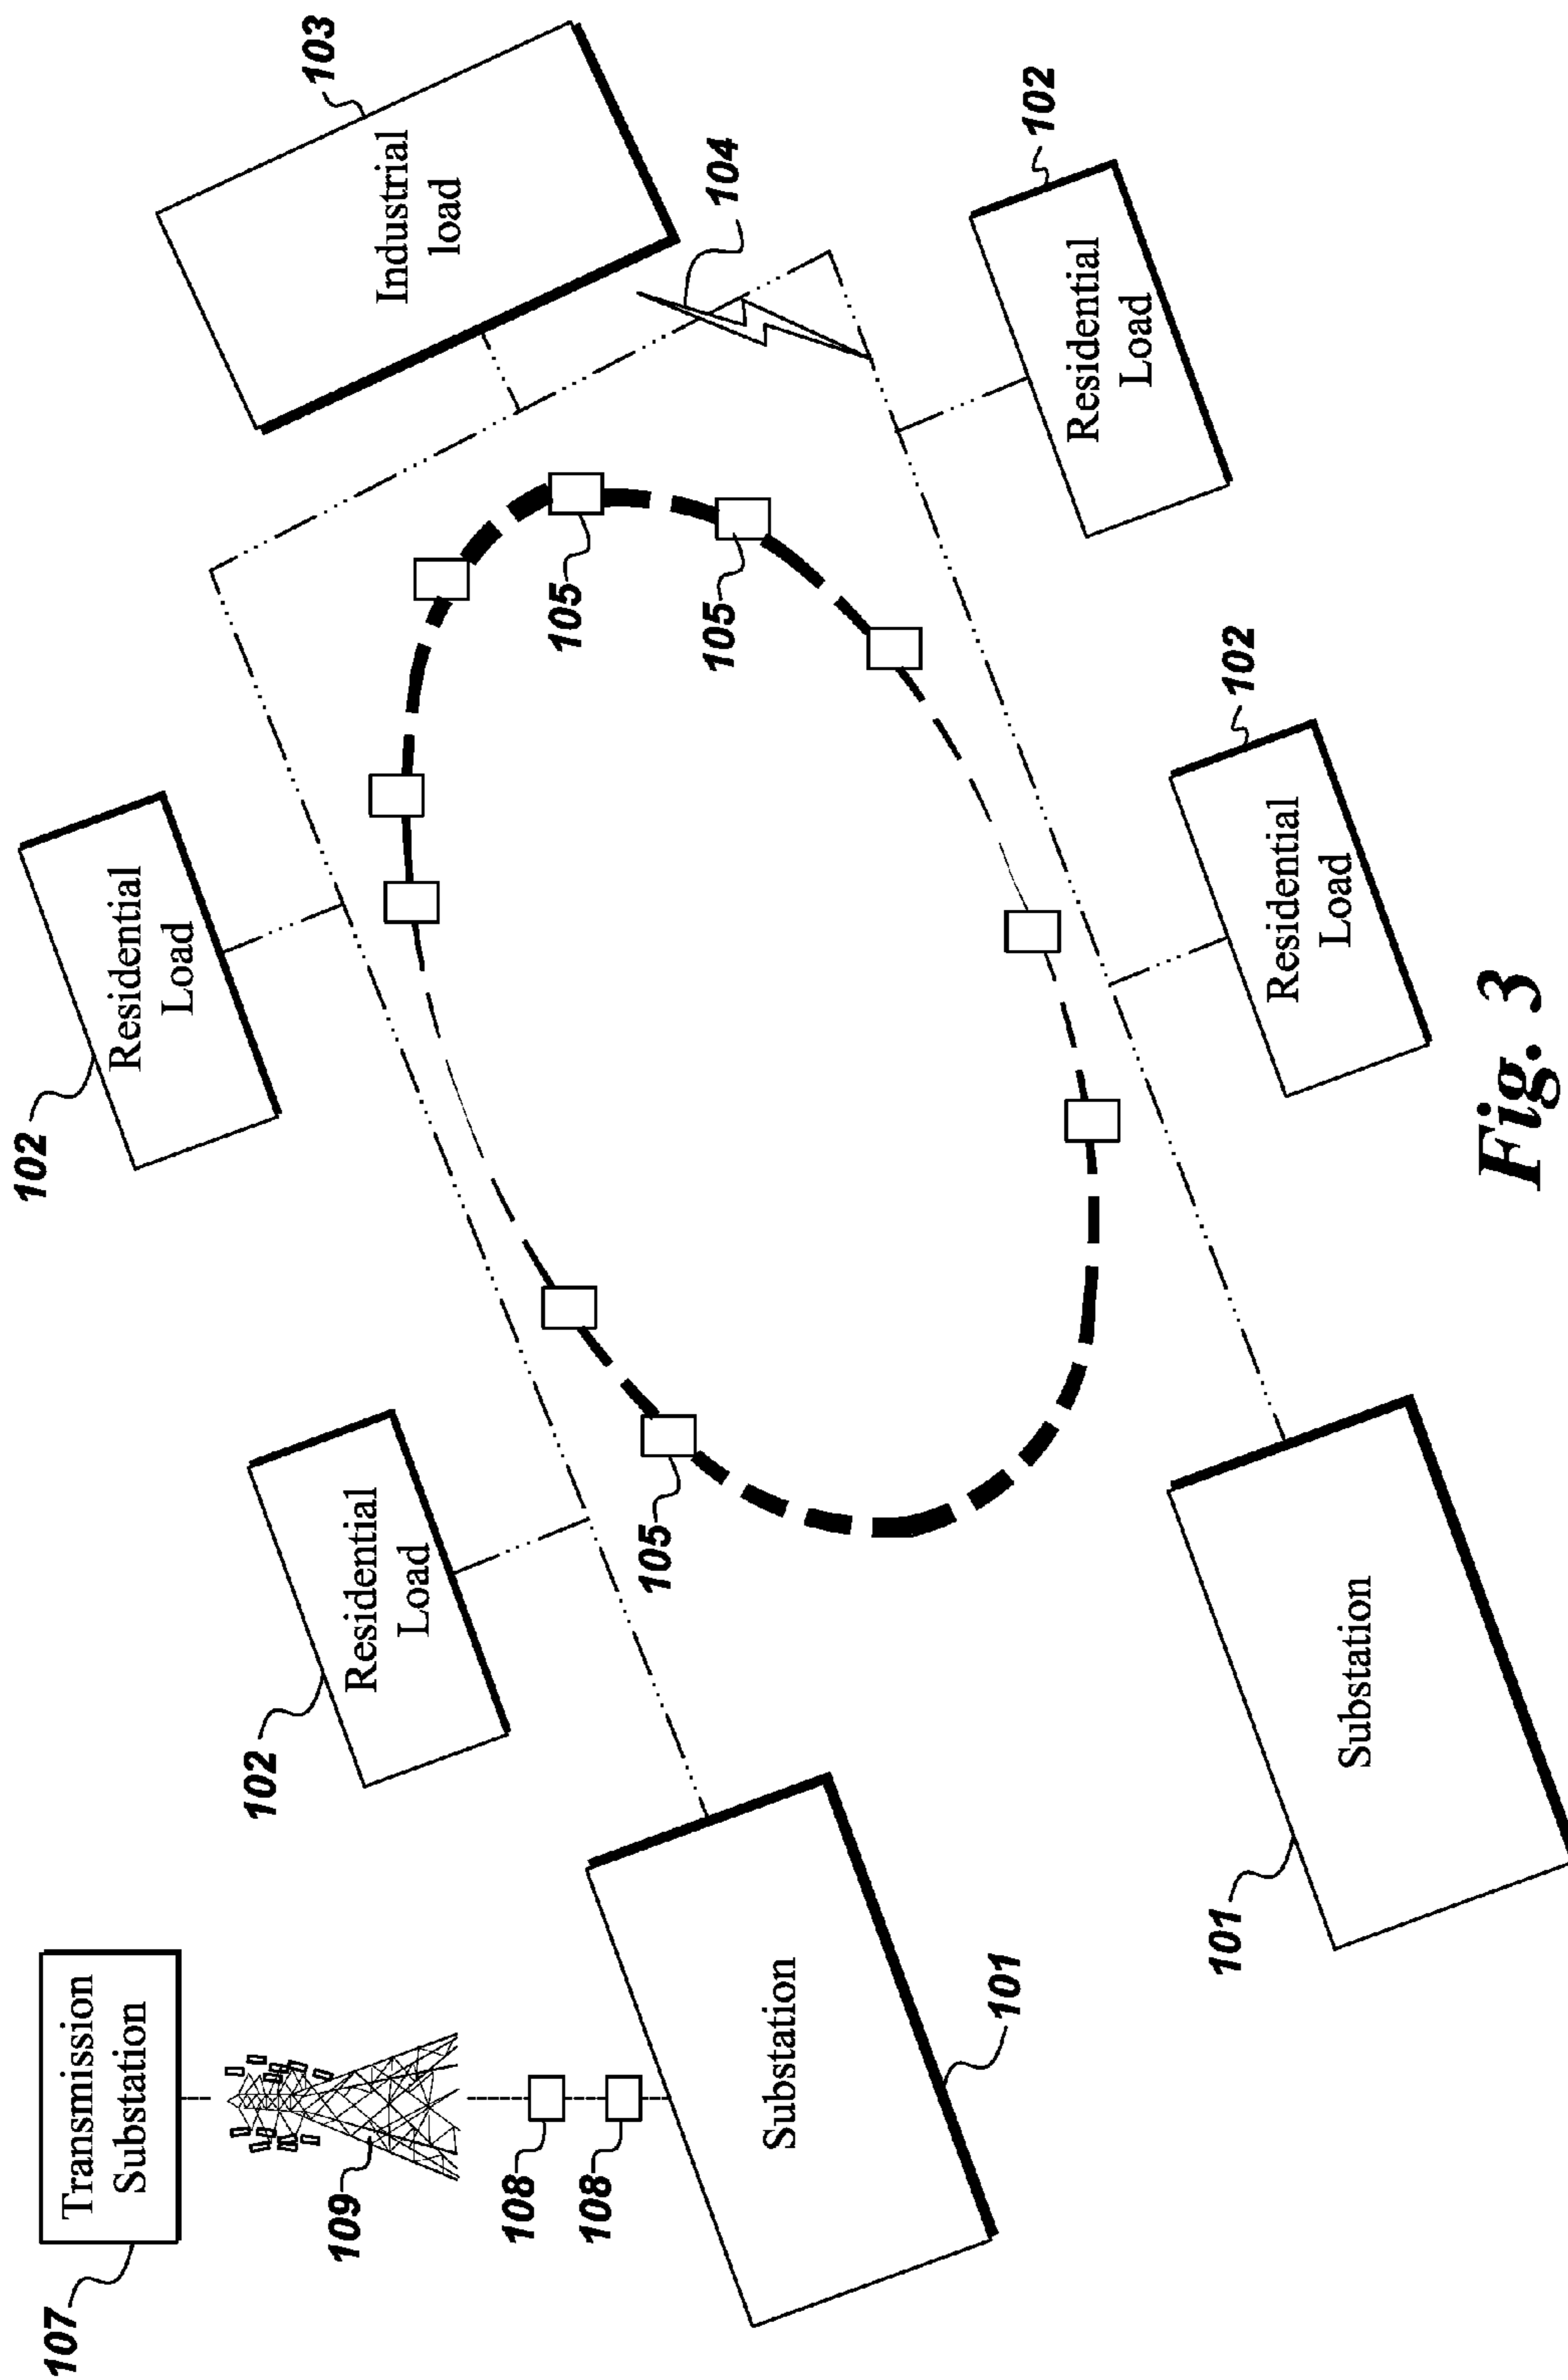 107
Transmission
Substation
109
108
108
Substation
101
Substation
101
102
Residential
Load
102
Residential
Load
105
105
105
Industrial
load
103
104
Residential
Load
102
Residential
Load
102
Fig. 3